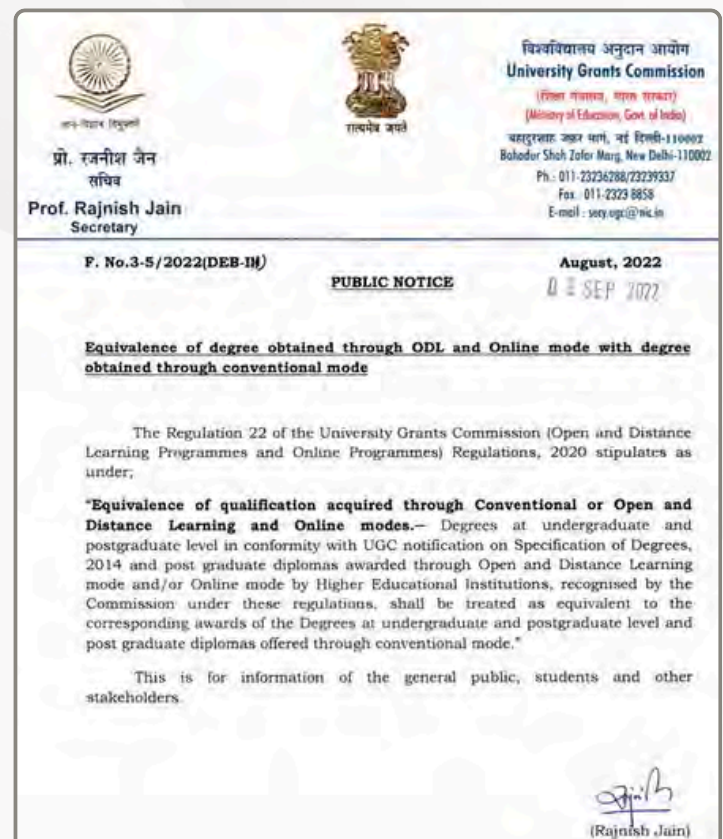 ज्ञान-विज्ञान विमुक्तये
प्रो. रजनीश जैन
सचिव
Prof. Rajnish Jain
Secretary
सत्यमेव जयते
विश्वविद्यालय अनुदान आयोग
University Grants Commission
(शिक्षा मंत्रालय, भारत सरकार)
(Ministry of Education, Govt. of India)
बहादुरशाह ज़फ़र मार्ग, नई दिल्ली-110002
Bahadur Shah Zafar Marg, New Delhi-110002
Ph.: 011-23236288/23239337
Fax : 011-2323 8858
E-mail : secy.ugc@nic.in
F. No.3-5/2022(DEB-III)
August, 2022
PUBLIC NOTICE
SEP 2022
Equivalence of degree obtained through ODL and Online mode with degree
obtained through conventional mode
The Regulation 22 of the University Grants Commission (Open and Distance
Learning Programmes and Online Programmes) Regulations, 2020 stipulates as
under;
"Equivalence of qualification acquired through Conventional or Open and
Distance Learning and Online modes.– Degrees at undergraduate and
postgraduate level in conformity with UGC notification on Specification of Degrees,
2014 and post graduate diplomas awarded through Open and Distance Learning
mode and/or Online mode by Higher Educational Institutions, recognised by the
Commission under these regulations, shall be treated as equivalent to the
corresponding awards of the Degrees at undergraduate and postgraduate level and
post graduate diplomas offered through conventional mode."
This is for information of the general public, students and other
stakeholders.
(Rajnish Jain)